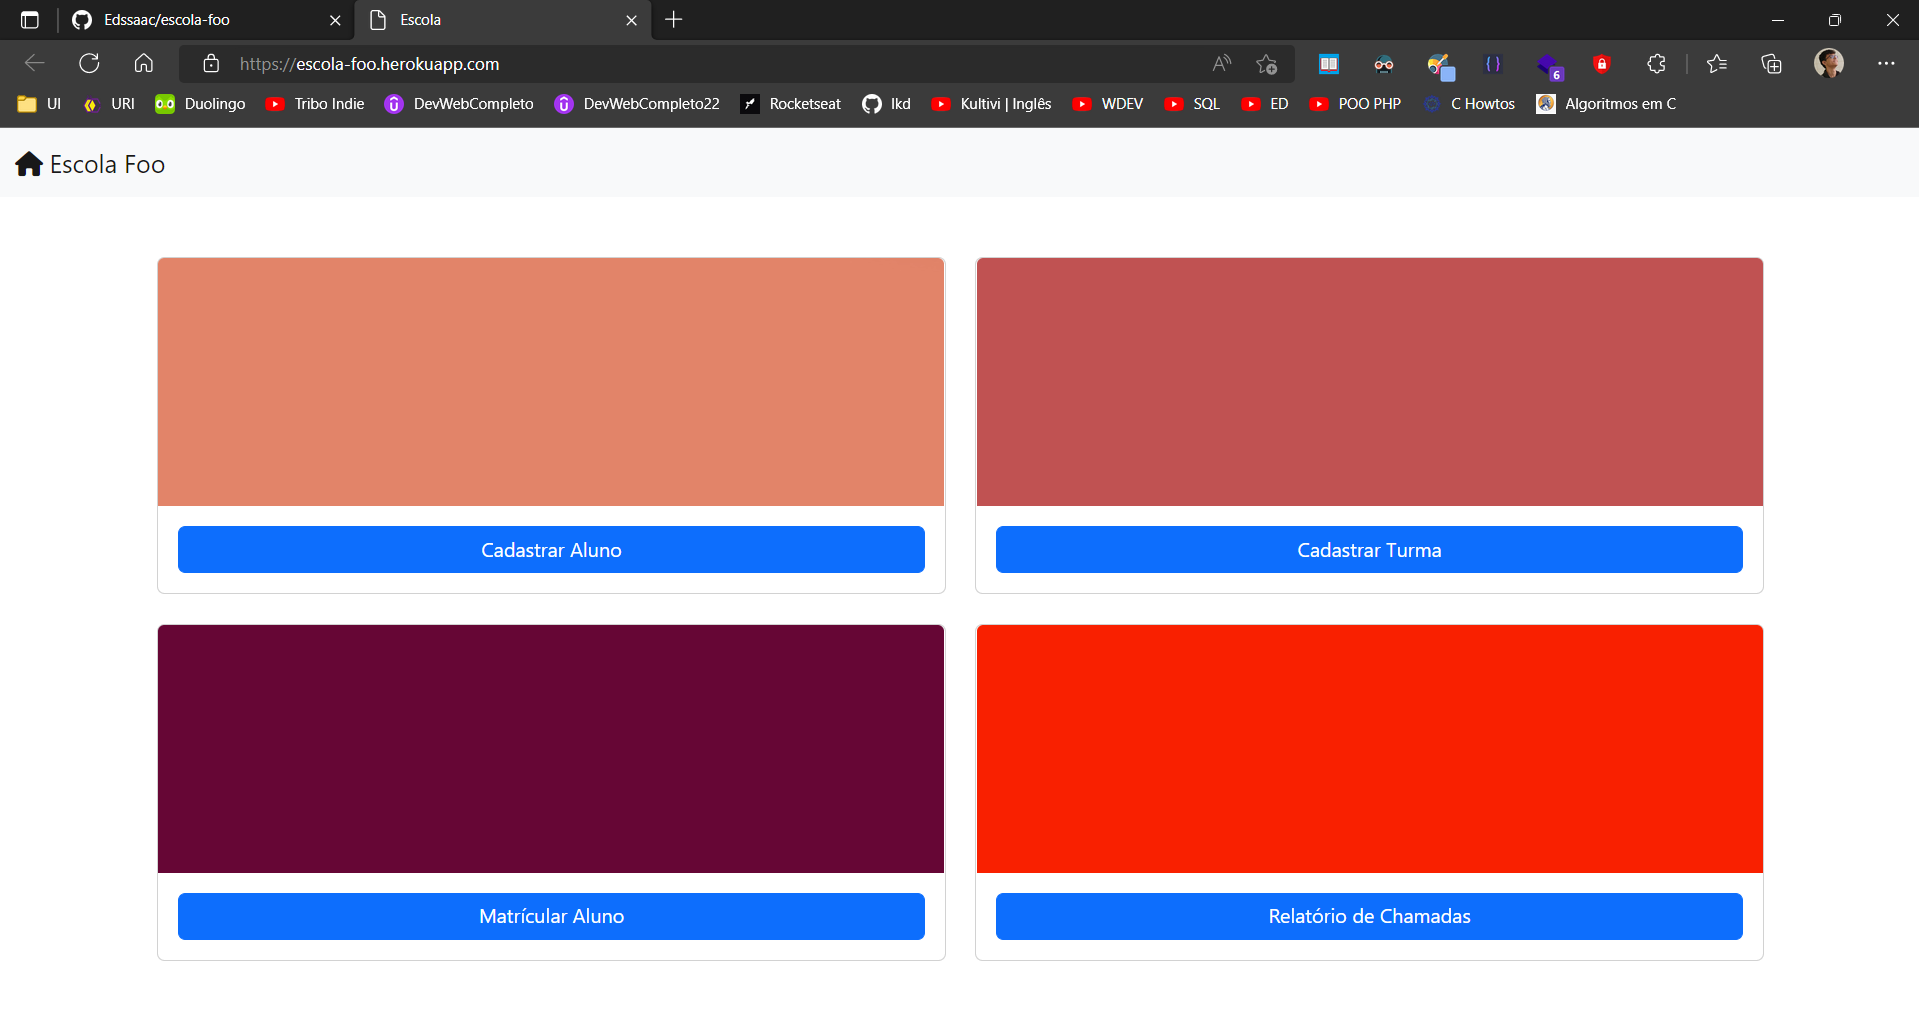 Edssaac/escola-foo
Escola
https://escola-foo.herokuapp.com
6
UI
URI
Duolingo
Tribo Indie
DevWebCompleto
DevWebCompleto22
Rocketseat
lkd
Kultivi | Inglês
WDEV
SQL
ED
POO PHP
C Howtos
Algoritmos em C
Escola Foo
Cadastrar Aluno
Cadastrar Turma
Matrícular Aluno
Relatório de Chamadas